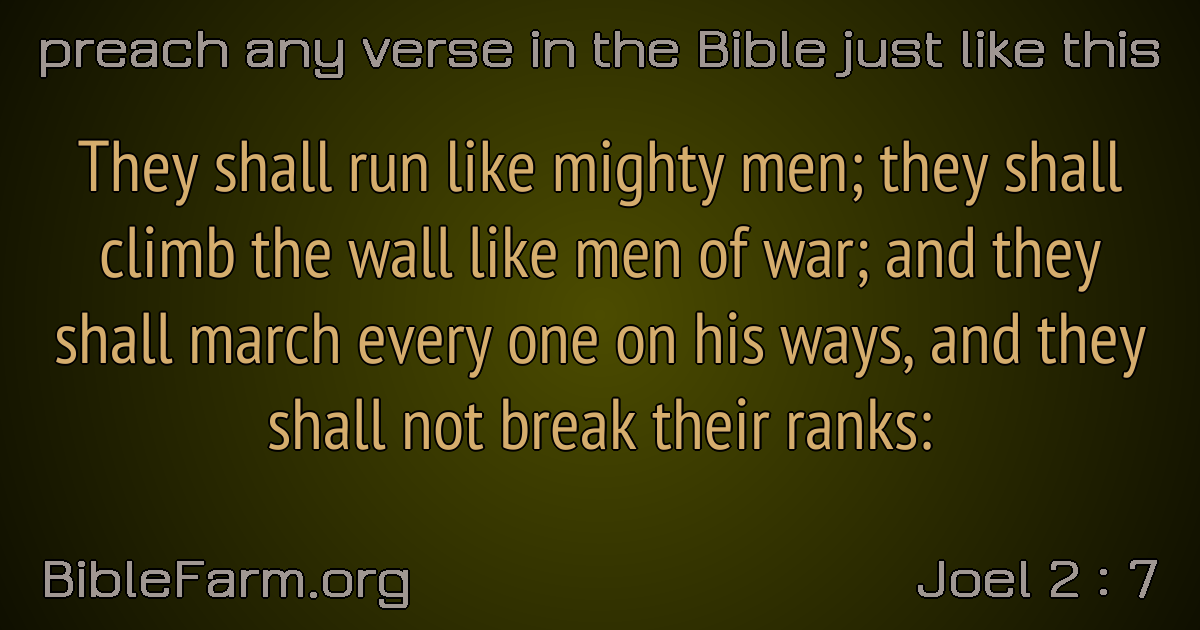 preach any verse in the Bible just like this
They shall run like mighty men; they shall
climb the wall like men of war; and they
shall march every one on his ways, and they
shall not break their ranks:
BibleFarm.org
Joel 2 : 7